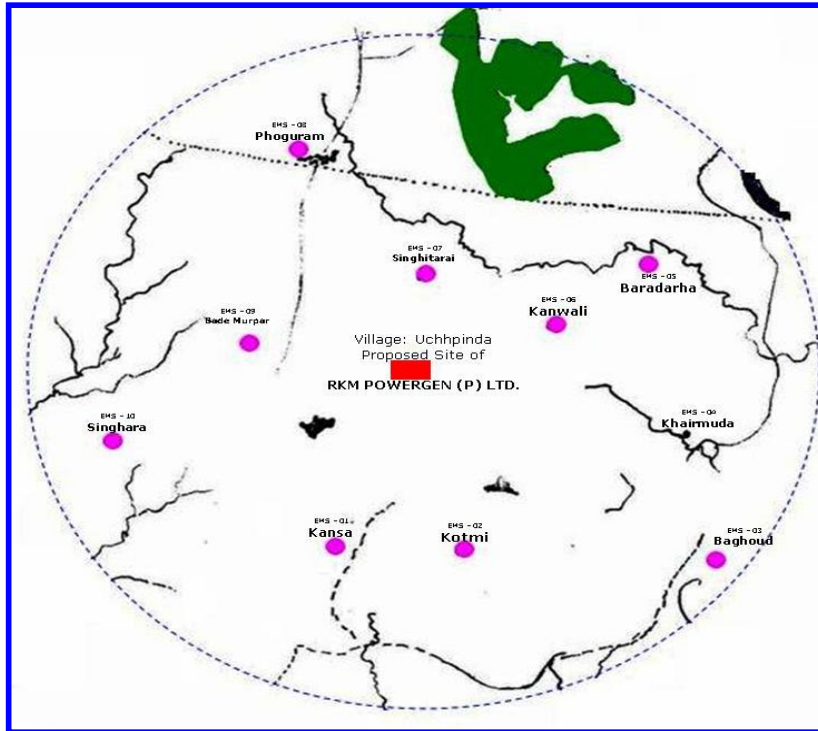 EMS - 08
Phoguram
EMS - 07
Singhitarai
EMS - 05
Baradarha
EMS - 06
Kanwali
EMS - 09
Bade Murpar
Village: Uchhpinda
Proposed Site of
RKM POWERGEN (P) LTD.
EMS - 10
Singhara
EMS - 04
Khairmuda
EMS - 01
Kansa
EMS - 02
Kotmi
EMS - 03
Baghoud